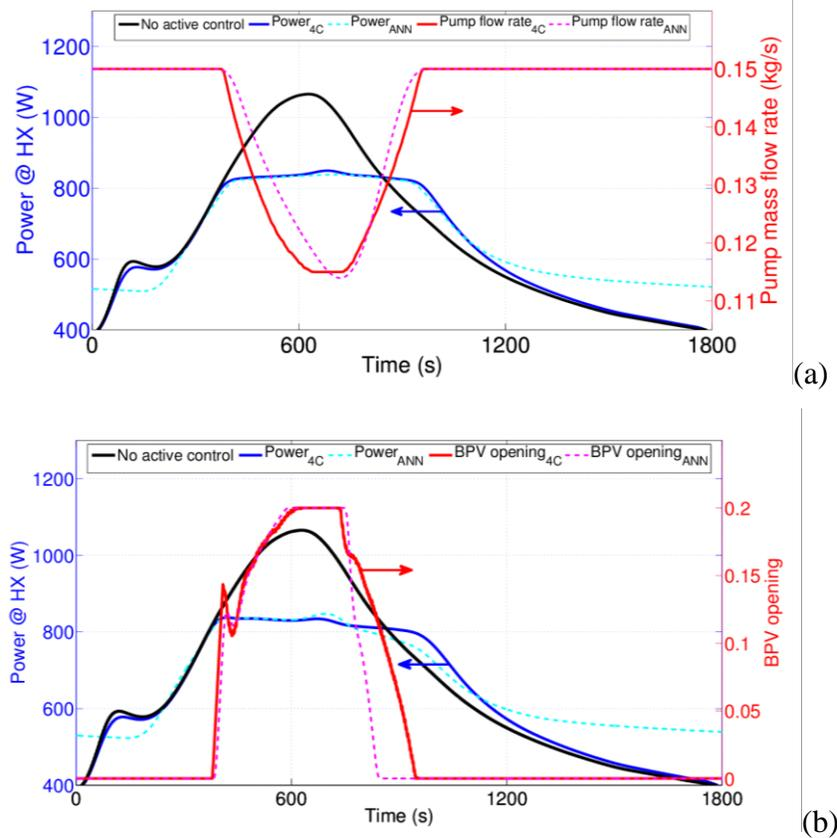 No active control Power4C PowerANN Pump flow rate4C Pump flow rateANN
1200
1000
800
600
400
Power @ HX (W)
0.15
0.14
0.13
0.12
0.11
Pump mass flow rate (kg/s)
0 600 1200 1800
Time (s)
(a)
No active control Power4C PowerANN BPV opening4C BPV openingANN
1200
1000
800
600
400
Power @ HX (W)
0.2
0.15
0.1
0.05
0
BPV opening
0 600 1200 1800
Time (s)
(b)